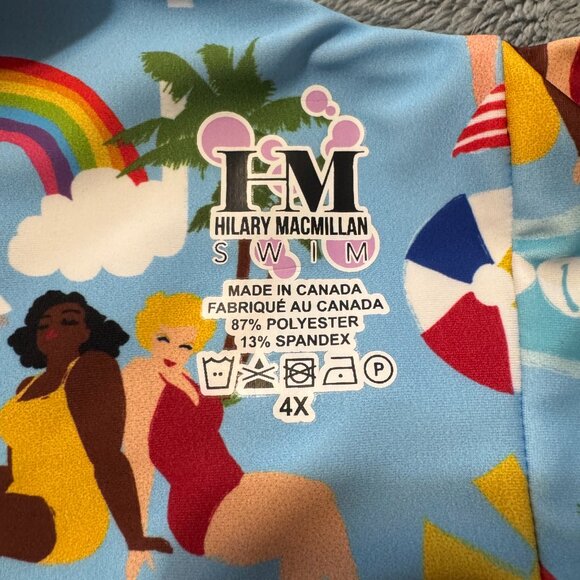 HM
HILARY MACMILLAN
SWIM
MADE IN CANADA
FABRIQUÉ AU CANADA
87% POLYESTER
13% SPANDEX
P
4X